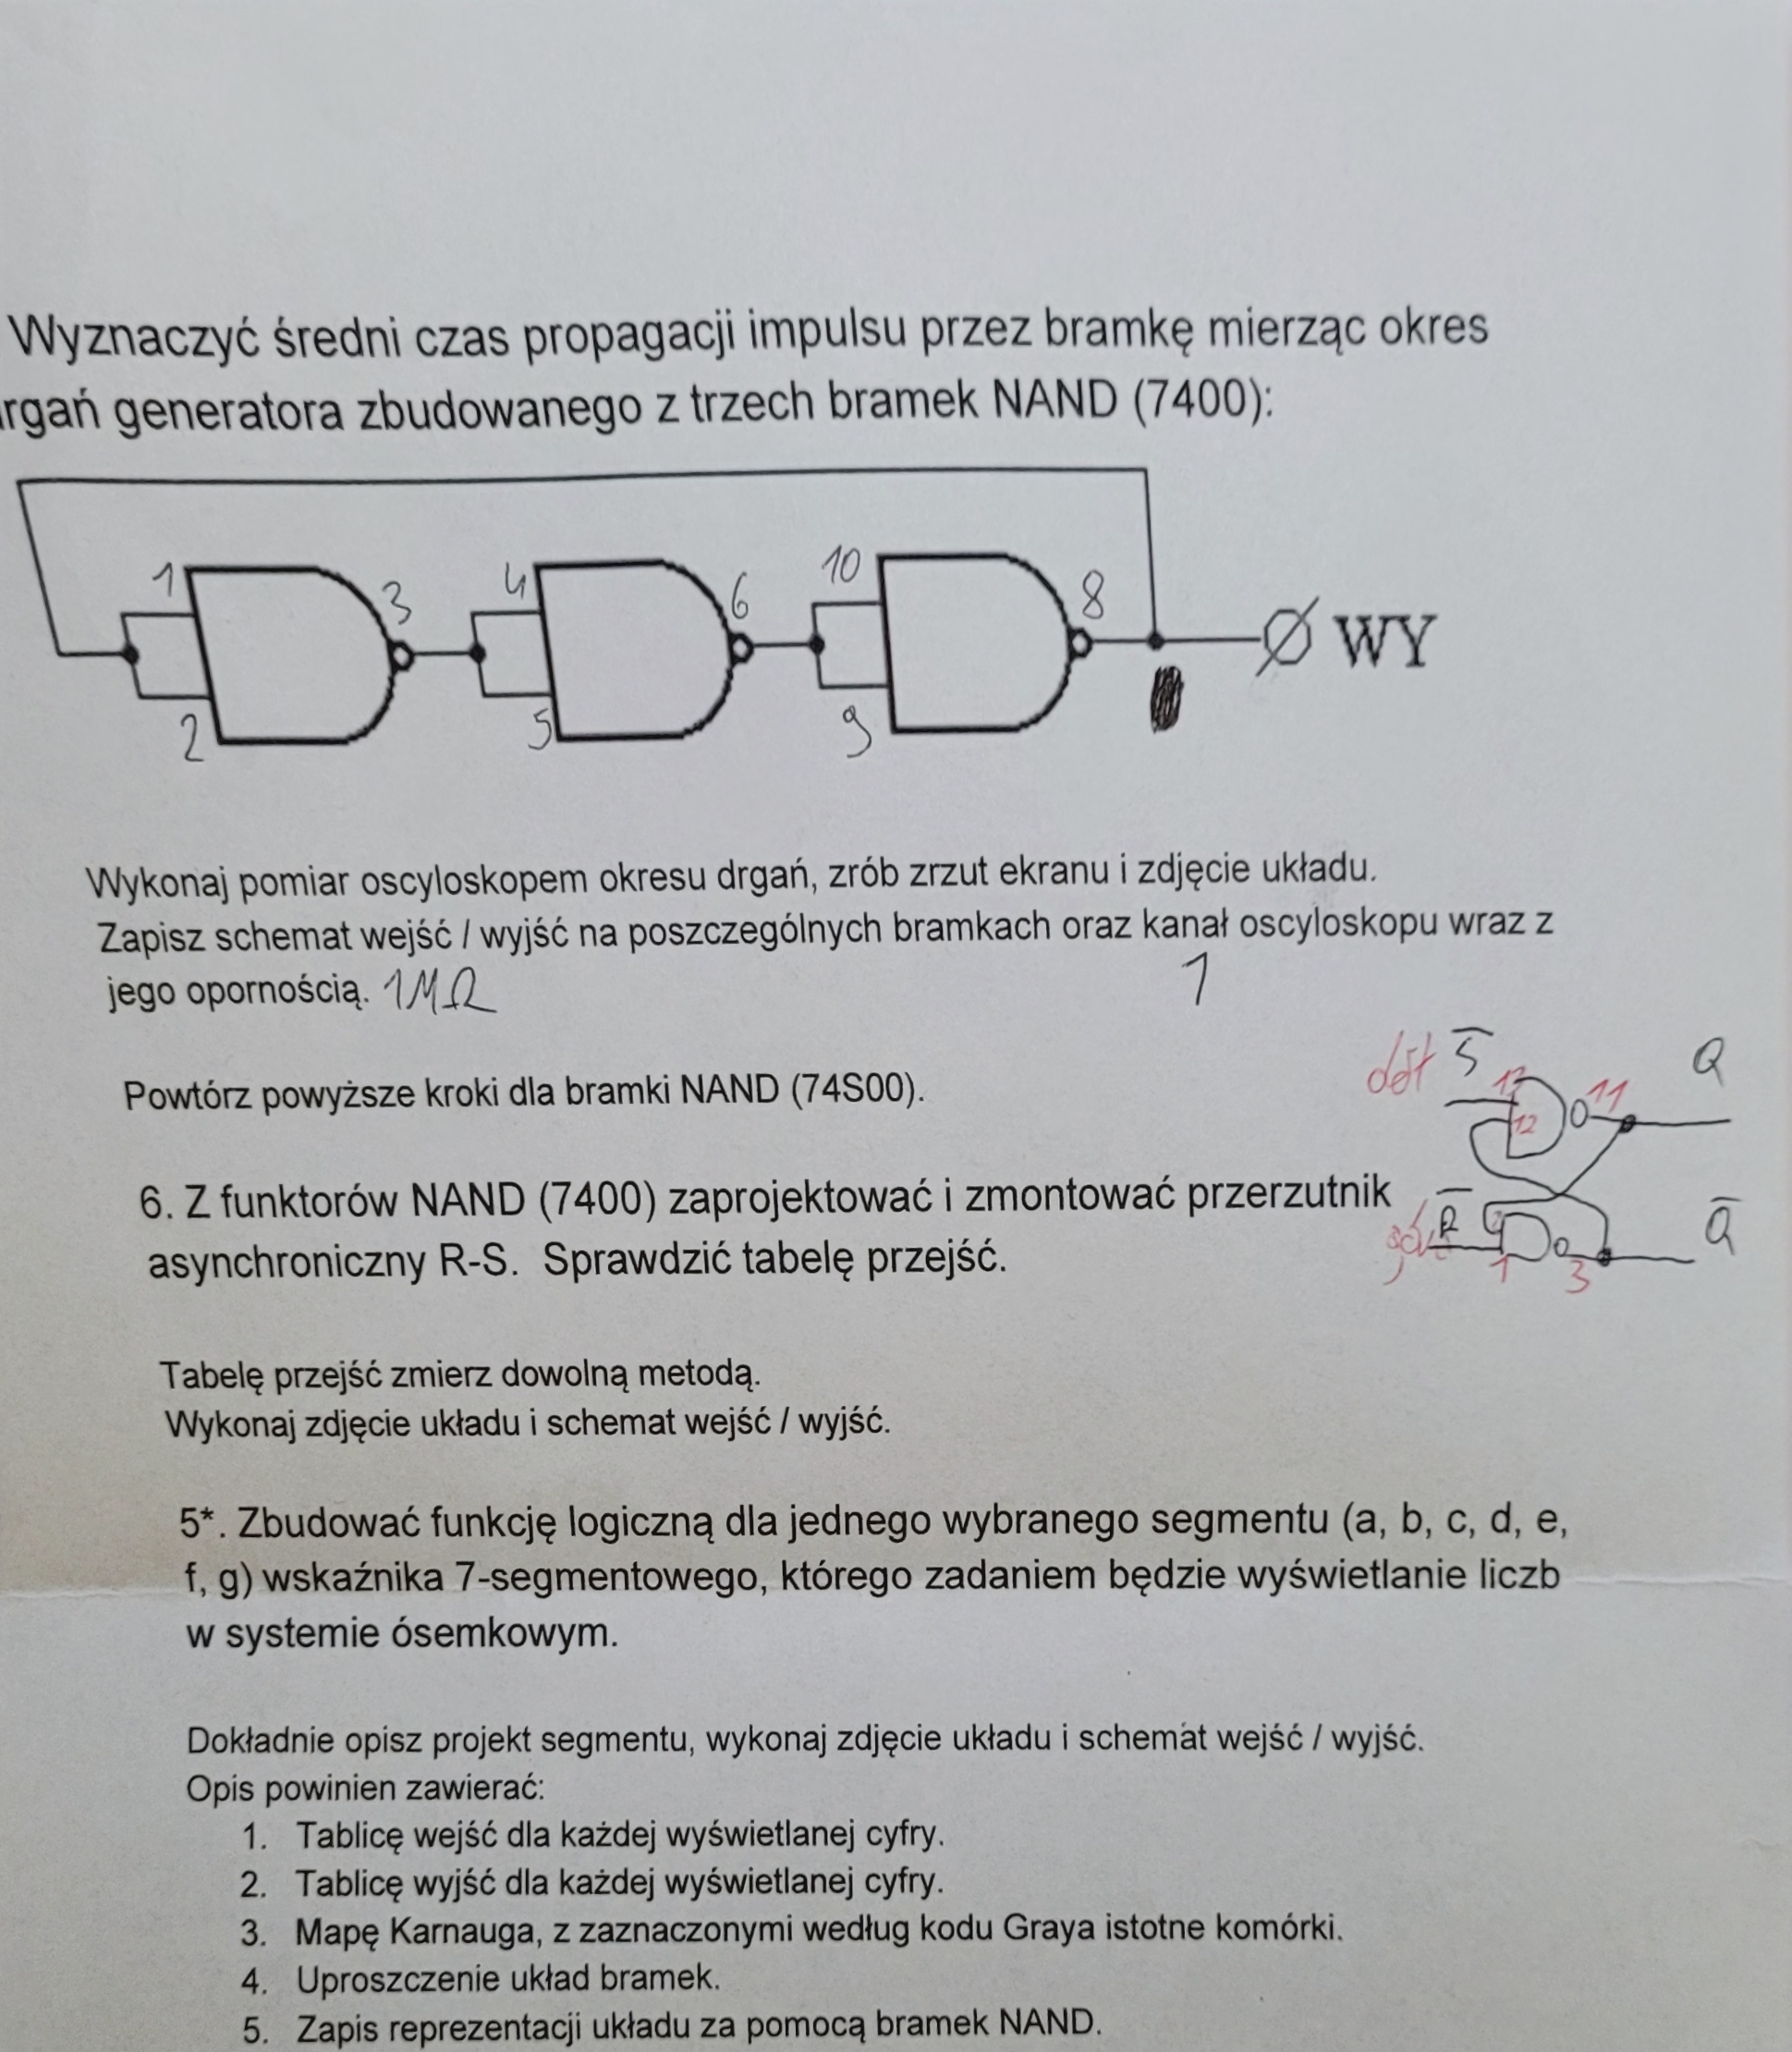 Wyznaczyć średni czas propagacji impulsu przez bramkę mierząc okres
rgań generatora zbudowanego z trzech bramek NAND (7400):
1 3 4 6 10 8
WY
2 5 9
Wykonaj pomiar oscyloskopem okresu drgań, zrób zrzut ekranu i zdjęcie układu.
Zapisz schemat wejść / wyjść na poszczególnych bramkach oraz kanał oscyloskopu wraz z
jego opornością. 1MΩ 1
Powtórz powyższe kroki dla bramki NAND (74S00).
dół S̅ 13 12 11 Q
6. Z funktorów NAND (7400) zaprojektować i zmontować przerzutnik
asynchroniczny R-S. Sprawdzić tabelę przejść.
R̅ 1 3 Q̅
Tabelę przejść zmierz dowolną metodą.
Wykonaj zdjęcie układu i schemat wejść / wyjść.
5*. Zbudować funkcję logiczną dla jednego wybranego segmentu (a, b, c, d, e,
f, g) wskaźnika 7-segmentowego, którego zadaniem będzie wyświetlanie liczb
w systemie ósemkowym.
Dokładnie opisz projekt segmentu, wykonaj zdjęcie układu i schemat wejść / wyjść.
Opis powinien zawierać:
1. Tablicę wejść dla każdej wyświetlanej cyfry.
2. Tablicę wyjść dla każdej wyświetlanej cyfry.
3. Mapę Karnauga, z zaznaczonymi według kodu Graya istotne komórki.
4. Uproszczenie układ bramek.
5. Zapis reprezentacji układu za pomocą bramek NAND.